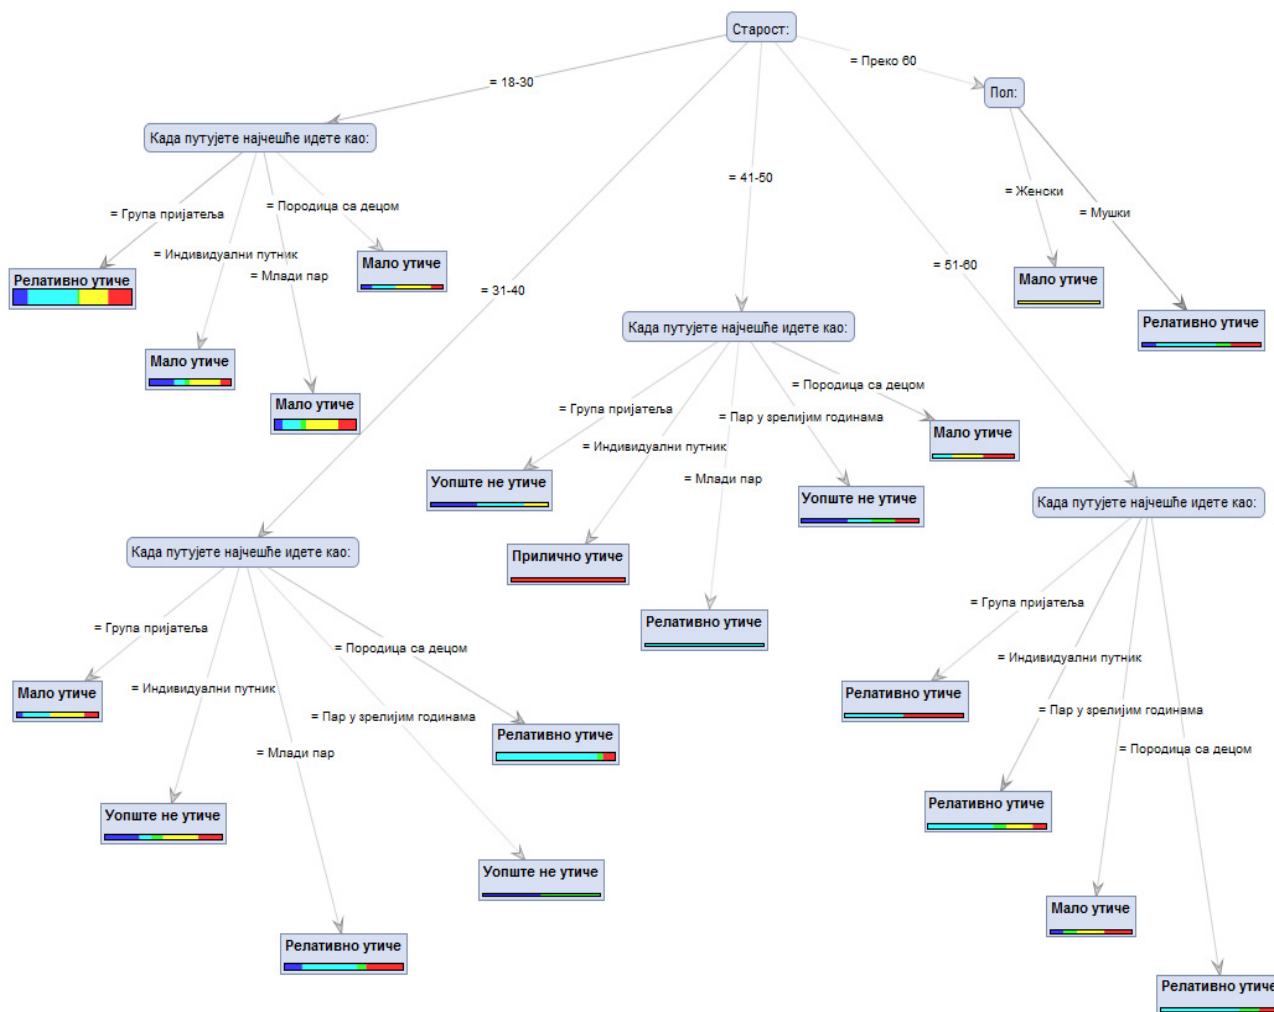 Старост:
= 18-30
Када путујете најчешће идете као:
= Група пријатеља
Релативно утиче
= Индивидуални путник
Мало утиче
= Млади пар
Мало утиче
= Породица са децом
Мало утиче
= 31-40
Када путујете најчешће идете као:
= Група пријатеља
Мало утиче
= Индивидуални путник
Уопште не утиче
= Млади пар
Релативно утиче
= Пар у зрелијим годинама
Уопште не утиче
= Породица са децом
Релативно утиче
= 41-50
Када путујете најчешће идете као:
= Група пријатеља
Уопште не утиче
= Индивидуални путник
Прилично утиче
= Млади пар
Релативно утиче
= Пар у зрелијим годинама
Уопште не утиче
= Породица са децом
Мало утиче
= 51-60
Када путујете најчешће идете као:
= Група пријатеља
Релативно утиче
= Индивидуални путник
Релативно утиче
= Пар у зрелијим годинама
Мало утиче
= Породица са децом
Релативно утиче
= Преко 60
Пол:
= Женски
Мало утиче
= Мушки
Релативно утиче